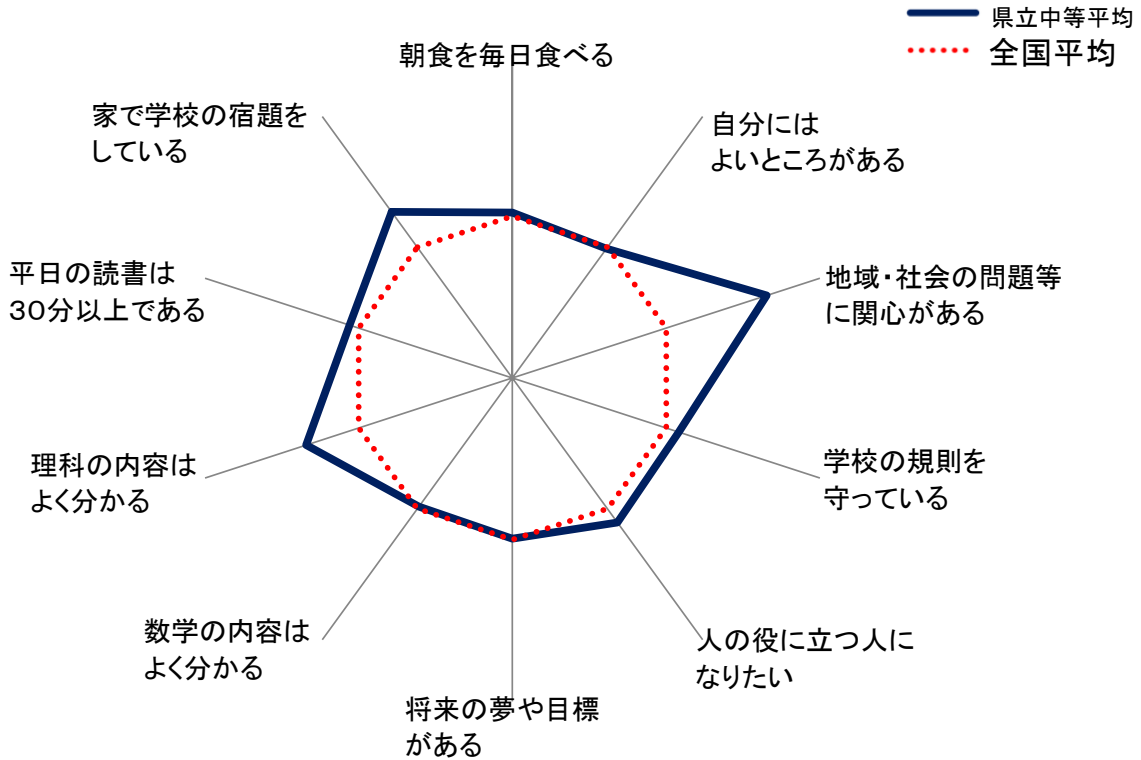 県立中等平均
全国平均
朝食を毎日食べる
自分には
よいところがある
地域・社会の問題等
に関心がある
学校の規則を
守っている
人の役に立つ人に
なりたい
将来の夢や目標
がある
数学の内容は
よく分かる
理科の内容は
よく分かる
平日の読書は
30分以上である
家で学校の宿題を
している